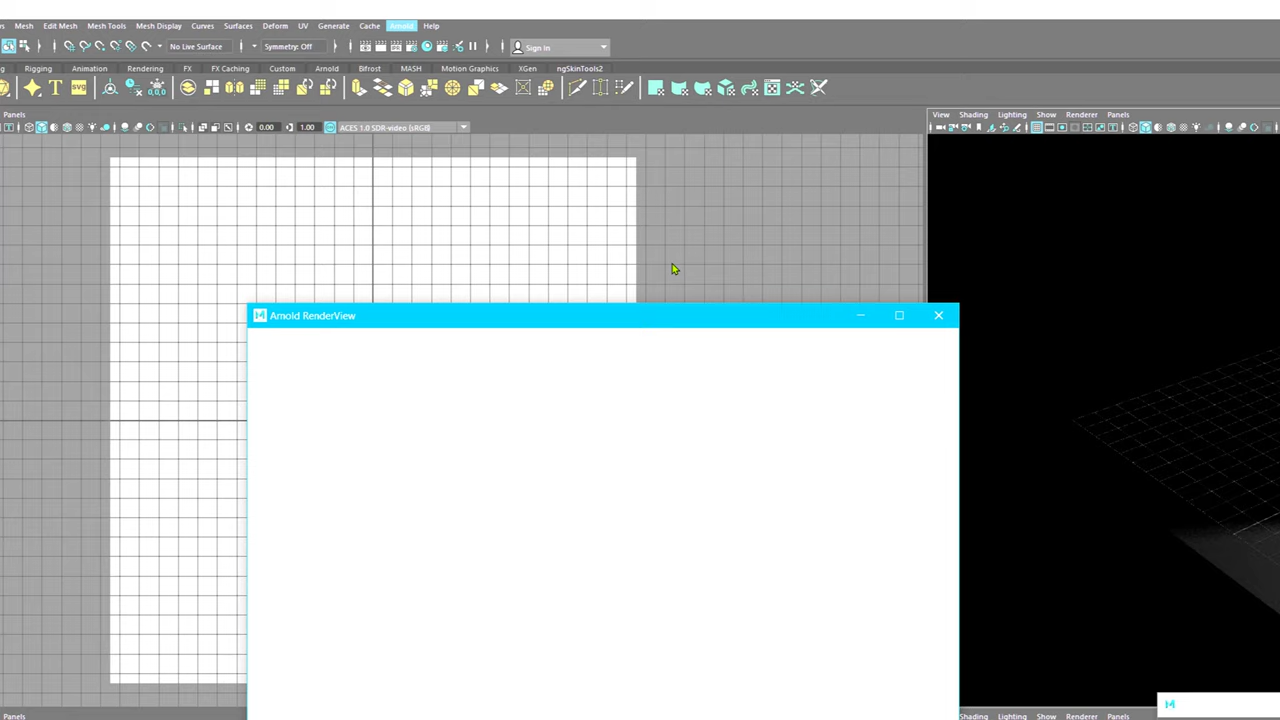 Mesh Edit Mesh Mesh Tools Mesh Display Curves Surfaces Deform UV Generate Cache Arnold Help
No Live Surface Symmetry: Off Sign In
Rigging Animation Rendering FX FX Caching Custom Arnold Bifrost MASH Motion Graphics XGen ngSkinTools2
T SVG
Panels View Shading Lighting Show Renderer Panels
0.00 1.00 ACES 1.0 SDR-video (sRGB)
M Arnold RenderView
M
Panels Shading Lighting Show Renderer Panels